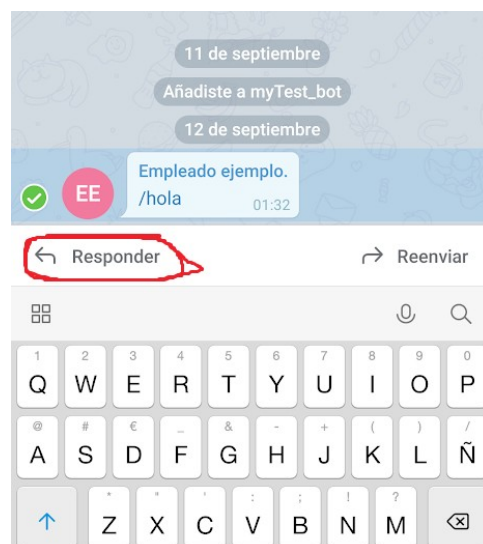 11 de septiembre
Añadiste a myTest_bot
12 de septiembre
EE
Empleado ejemplo.
/hola
01:32
Responder
Reenviar
1 2 3 4 5 6 7 8 9 0
Q W E R T Y U I O P
@ # € _ & - + ( ) /
A S D F G H J K L Ñ
* " ' : ; ! ?
Z X C V B N M